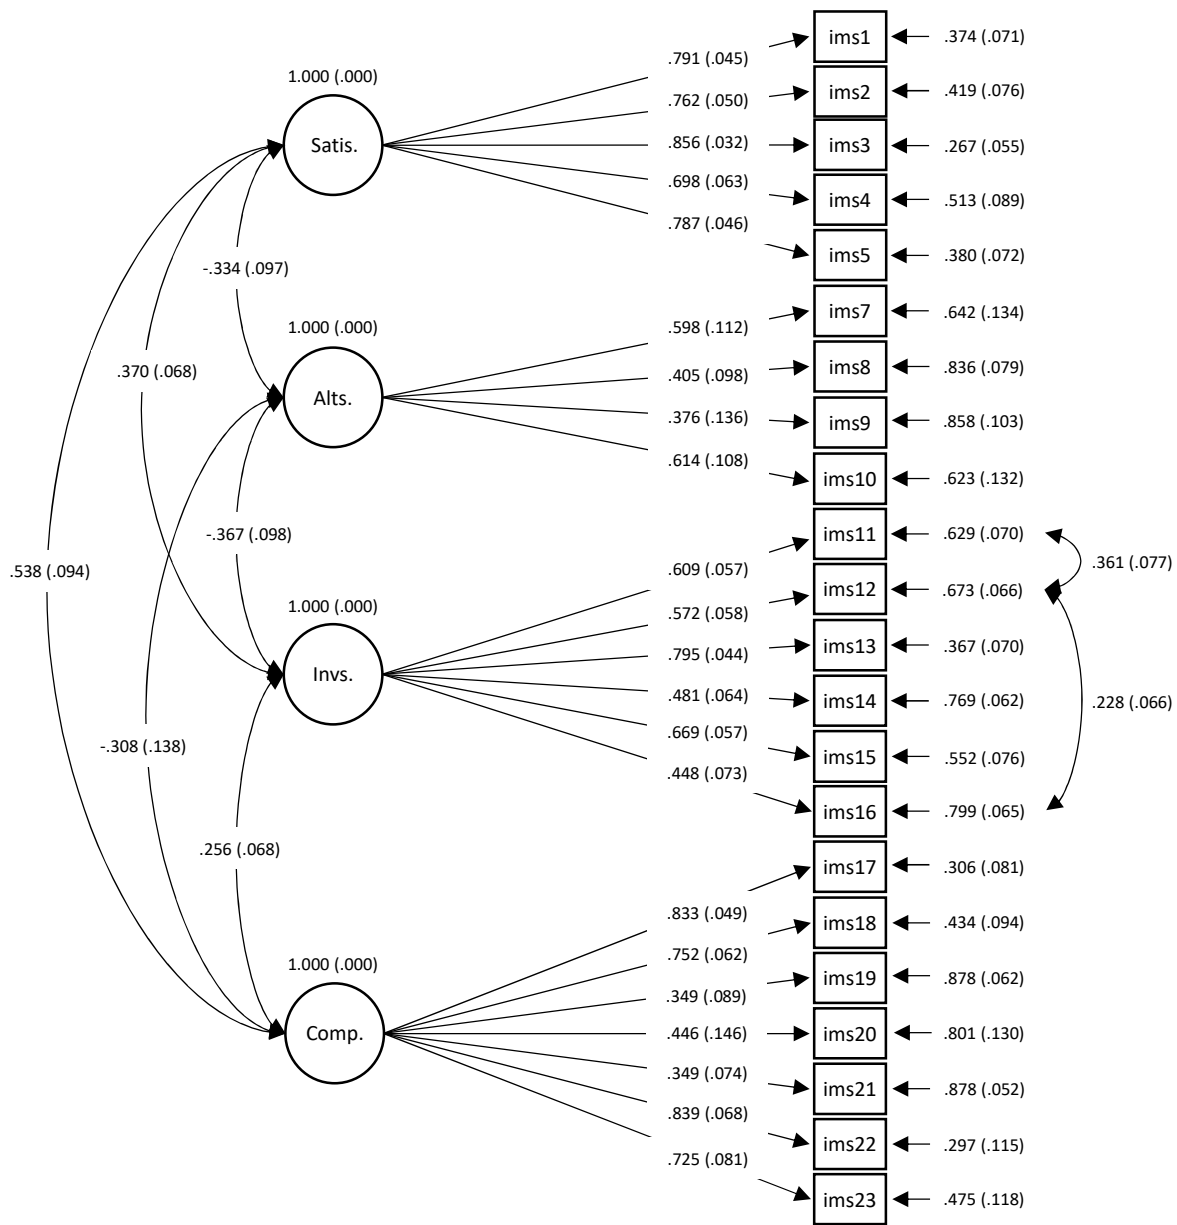 ims1
.374 (.071)
.791 (.045)
1.000 (.000)
ims2
.419 (.076)
.762 (.050)
Satis.
.856 (.032)
ims3
.267 (.055)
.698 (.063)
ims4
.513 (.089)
.787 (.046)
ims5
.380 (.072)
-.334 (.097)
ims7
.642 (.134)
1.000 (.000)
.598 (.112)
.370 (.068)
ims8
.836 (.079)
.405 (.098)
Alts.
.376 (.136)
ims9
.858 (.103)
.614 (.108)
ims10
.623 (.132)
-.367 (.098)
ims11
.629 (.070)
.361 (.077)
.538 (.094)
.609 (.057)
ims12
.673 (.066)
1.000 (.000)
.572 (.058)
ims13
.367 (.070)
.795 (.044)
Invs.
.481 (.064)
ims14
.769 (.062)
.228 (.066)
.669 (.057)
-.308 (.138)
ims15
.552 (.076)
.448 (.073)
ims16
.799 (.065)
.256 (.068)
ims17
.306 (.081)
.833 (.049)
ims18
.434 (.094)
.752 (.062)
1.000 (.000)
ims19
.878 (.062)
.349 (.089)
Comp.
.446 (.146)
ims20
.801 (.130)
.349 (.074)
ims21
.878 (.052)
.839 (.068)
ims22
.297 (.115)
.725 (.081)
ims23
.475 (.118)